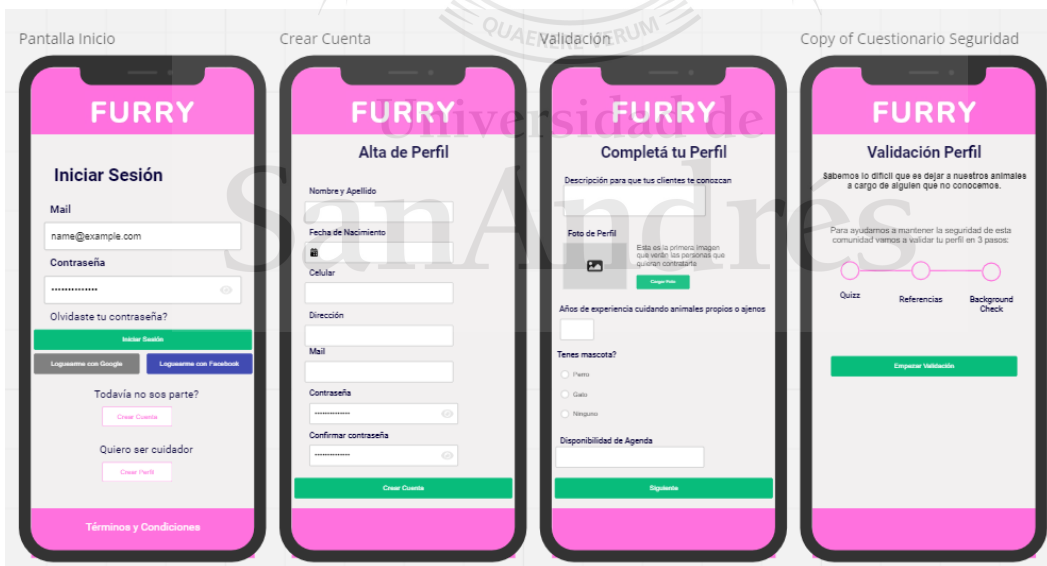 Pantalla Inicio
FURRY
Iniciar Sesión
Mail
name@example.com
Contraseña
Olvidaste tu contraseña?
Iniciar Sesión
Loguearme con Google
Loguearme con Facebook
Todavía no sos parte?
Crear Cuenta
Quiero ser cuidador
Crear Perfil
Términos y Condiciones
Crear Cuenta
FURRY
Alta de Perfil
Nombre y Apellido
Fecha de Nacimiento
Celular
Dirección
Mail
Contraseña
Confirmar contraseña
Crear Cuenta
Validación
FURRY
Completá tu Perfil
Descripción para que tus clientes te conozcan
Foto de Perfil
Esta es la primera imagen
que verán las personas que
quieran contratarte
Cargar Foto
Años de experiencia cuidando animales propios o ajenos
Tenes mascota?
Perro
Gato
Ninguno
Disponibilidad de Agenda
Siguiente
Copy of Cuestionario Seguridad
FURRY
Validación Perfil
Sabemos lo dificil que es dejar a nuestros animales
a cargo de alguien que no conocemos.
Para ayudarnos a mantener la seguridad de esta
comunidad vamos a validar tu perfil en 3 pasos:
Quizz
Referencias
Background
Check
Empezar Validación
QUAERERE VERUM
Universidad de
SanAndrés